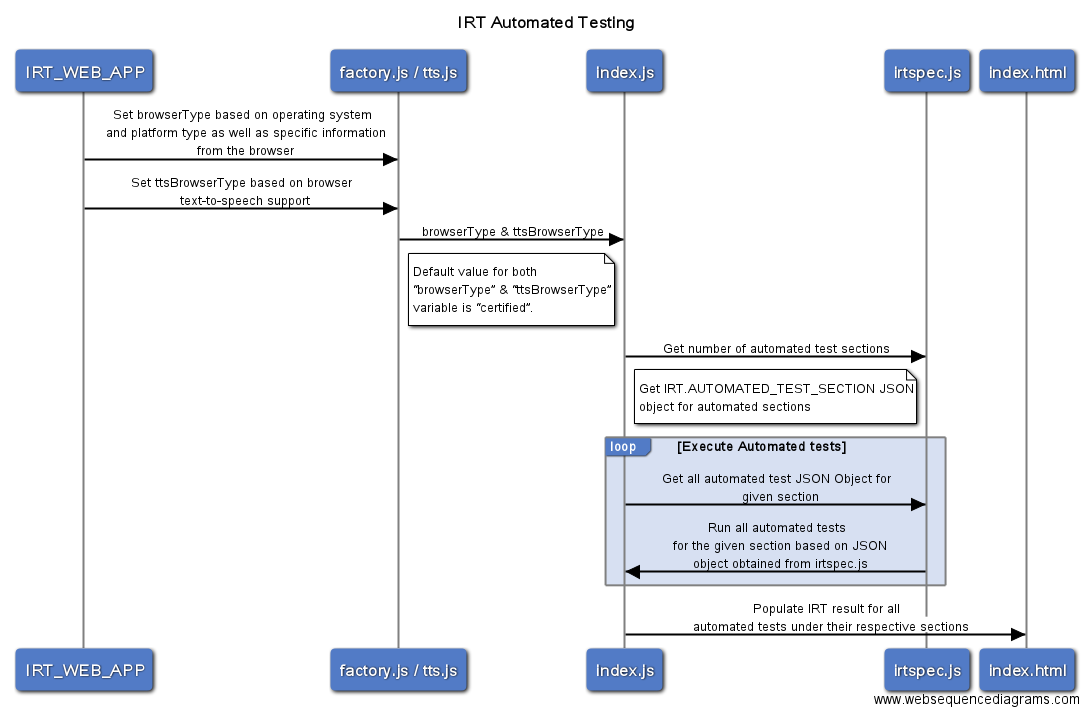 IRT Automated Testing
IRT_WEB_APP
factory.js / tts.js
Index.js
Irtspec.js
Index.html
Set browserType based on operating system
and platform type as well as specific information
from the browser
Set ttsBrowserType based on browser
text-to-speech support
browserType & ttsBrowserType
Default value for both
“browserType” & “ttsBrowserType”
variable is “certified”.
Get number of automated test sections
Get IRT.AUTOMATED_TEST_SECTION JSON
object for automated sections
loop
[Execute Automated tests]
Get all automated test JSON Object for
given section
Run all automated tests
for the given section based on JSON
object obtained from irtspec.js
Populate IRT result for all
automated tests under their respective sections
IRT_WEB_APP
factory.js / tts.js
Index.js
Irtspec.js
Index.html
www.websequencediagrams.com